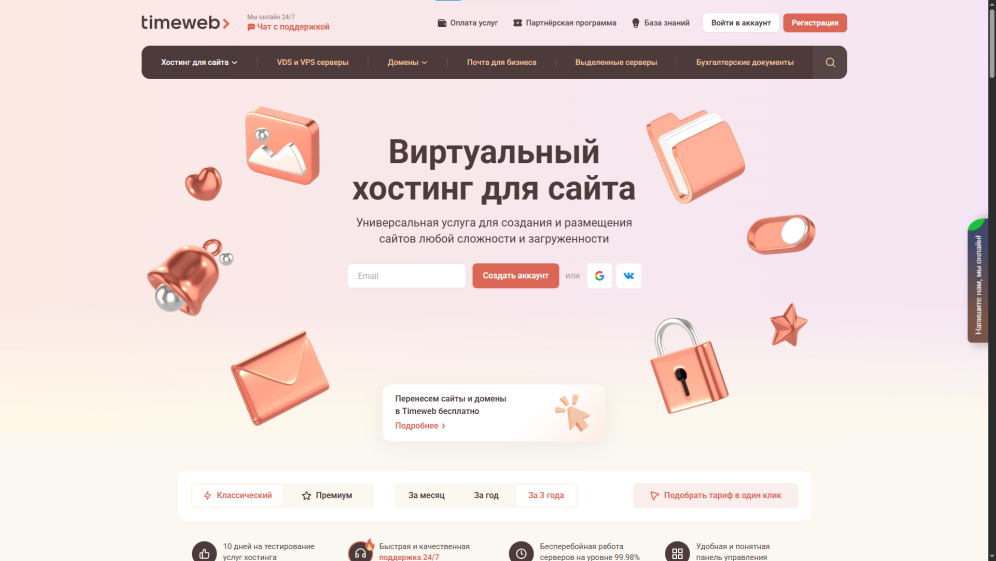 timeweb
Мы онлайн 24/7
Чат с поддержкой
Оплата услуг
Партнёрская программа
База знаний
Войти в аккаунт
Регистрация
Хостинг для сайта
VDS и VPS серверы
Домены
Почта для бизнеса
Выделенные серверы
Бухгалтерские документы
Виртуальный
хостинг для сайта
Универсальная услуга для создания и размещения
сайтов любой сложности и загруженности
Email
Создать аккаунт
или
Напишите нам, мы онлайн!
Перенесем сайты и домены
в Timeweb бесплатно
Подробнее
Классический
Премиум
За месяц
За год
За 3 года
Подобрать тариф в один клик
10 дней на тестирование
услуг хостинга
Быстрая и качественная
поддержка 24/7
Бесперебойная работа
серверов на уровне 99.98%
Удобная и понятная
панель управления